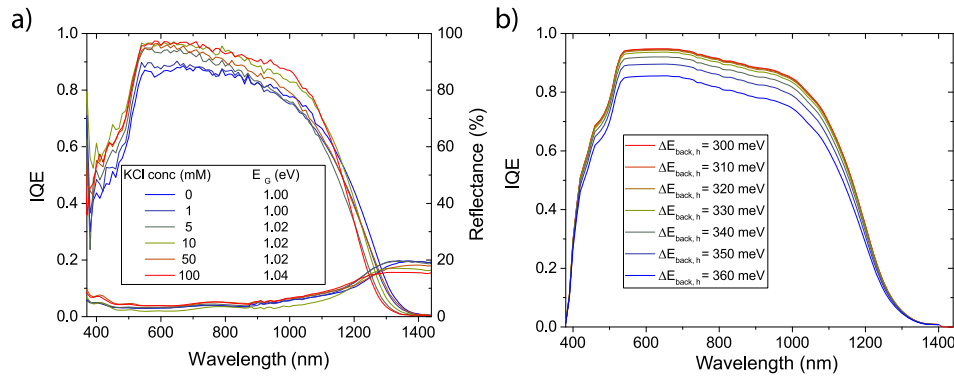 a)
1.0
0.8
0.6
0.4
0.2
0.0
IQE
400 600 800 1000 1200 1400
Wavelength (nm)
100
80
60
40
20
0
Reflectance (%)
KCl conc (mM) E G (eV)
0 1.00
1 1.00
5 1.02
10 1.02
50 1.02
100 1.04
b)
1.0
0.8
0.6
0.4
0.2
0.0
IQE
400 600 800 1000 1200 1400
Wavelength (nm)
ΔE back, h = 300 meV
ΔE back, h = 310 meV
ΔE back, h = 320 meV
ΔE back, h = 330 meV
ΔE back, h = 340 meV
ΔE back, h = 350 meV
ΔE back, h = 360 meV